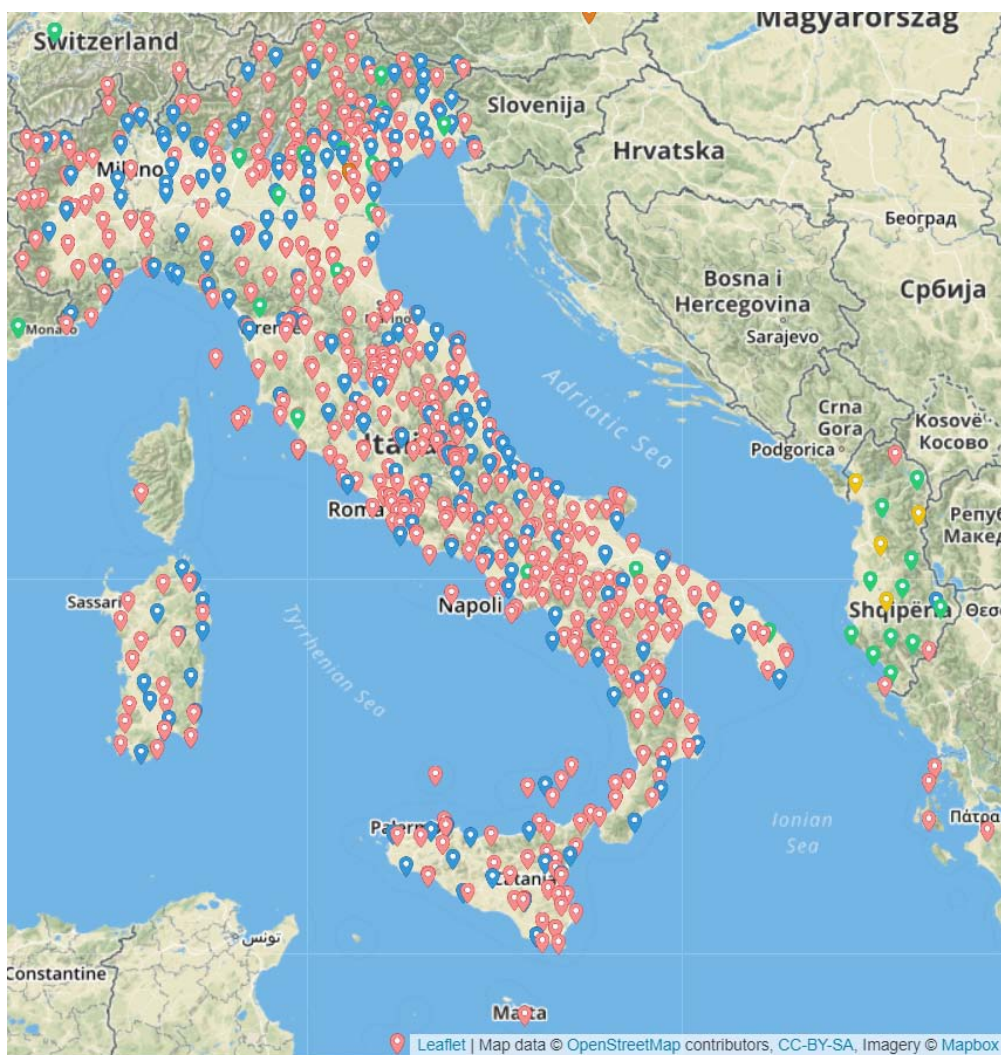 Magyarország
Switzerland
Slovenija
Hrvatska
Milano
Београд
Bosna i
Hercegovina
Србија
Sarajevo
Monaco
Adriatic Sea
Crna
Gora
Kosovë
Косово
Podgorica
Roma
Sassari
Napoli
Shqipëria
Tyrrhenian Sea
Ionian
Sea
Πάτρα
Palermo
Catania
تونس
Constantine
Malta
Leaflet | Map data © OpenStreetMap contributors, CC-BY-SA, Imagery © Mapbox